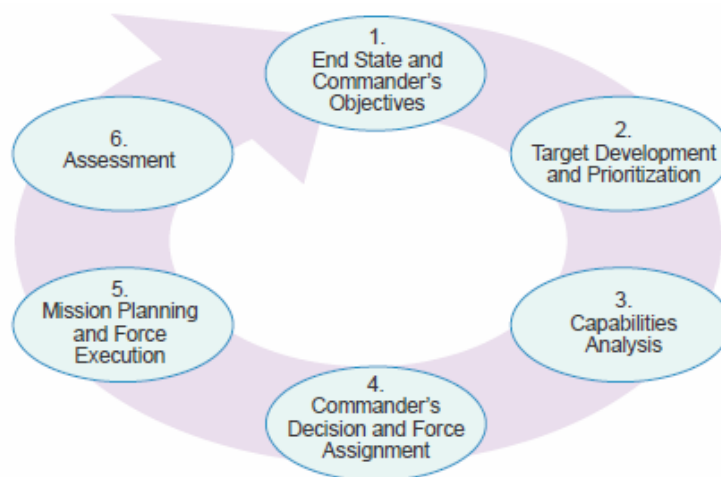 1.
End State and
Commander's
Objectives
2.
Target Development
and Prioritization
3.
Capabilities
Analysis
4.
Commander's
Decision and Force
Assignment
5.
Mission Planning
and Force
Execution
6.
Assessment